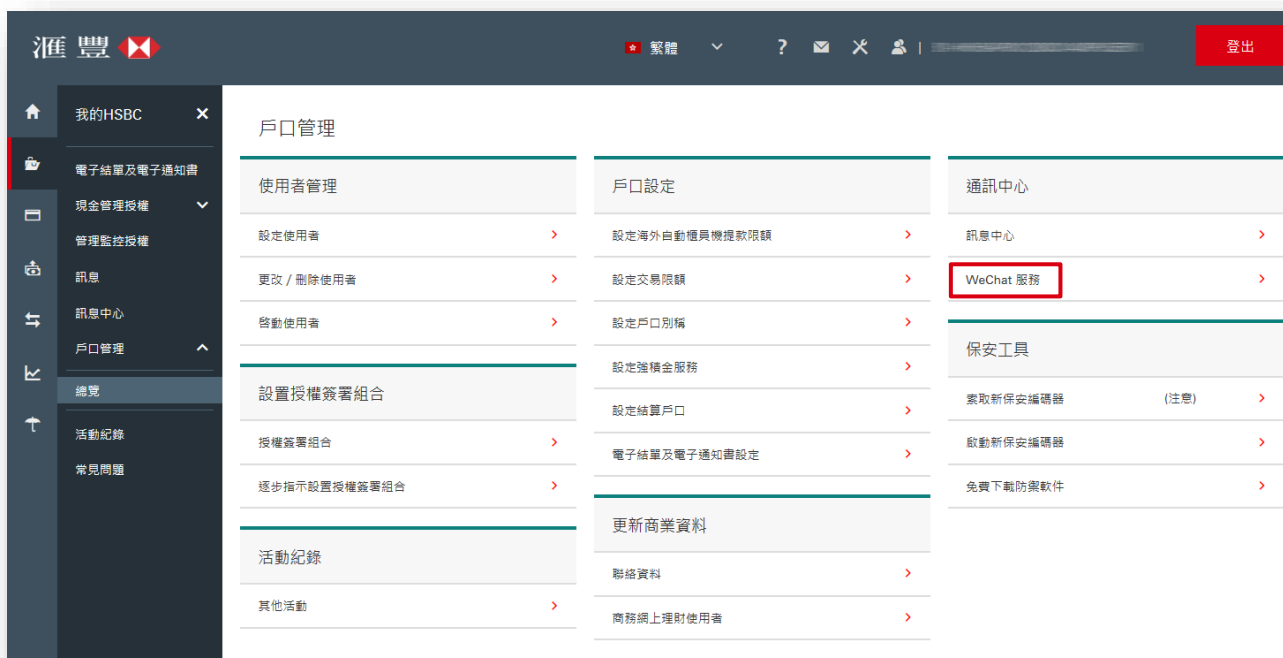 滙豐
繁體
?
登出
我的HSBC
電子結單及電子通知書
現金管理授權
管理監控授權
訊息
訊息中心
戶口管理
總覽
活動紀錄
常見問題
戶口管理
使用者管理
設定使用者
更改 / 刪除使用者
啓動使用者
設置授權簽署組合
授權簽署組合
逐步指示設置授權簽署組合
活動紀錄
其他活動
戶口設定
設定海外自動櫃員機提款限額
設定交易限額
設定戶口別稱
設定強積金服務
設定結算戶口
電子結單及電子通知書設定
更新商業資料
聯絡資料
商務網上理財使用者
通訊中心
訊息中心
WeChat 服務
保安工具
索取新保安編碼器 (注意)
啟動新保安編碼器
免費下載防禦軟件